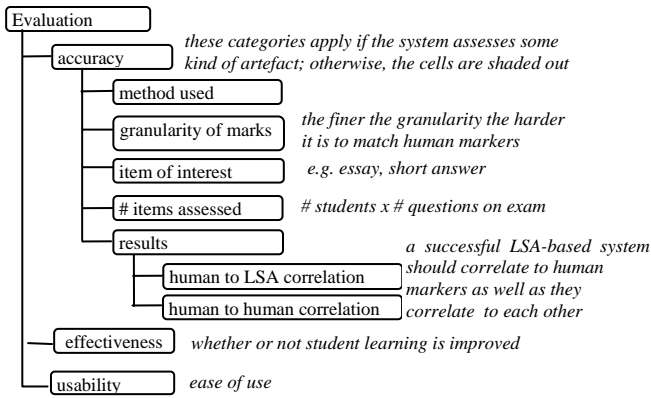 Evaluation
these categories apply if the system assesses some
accuracy
kind of artefact; otherwise, the cells are shaded out
method used
the finer the granularity the harder
granularity of marks
it is to match human markers
item of interest
e.g. essay, short answer
# items assessed
# students x # questions on exam
results
a successful LSA-based system
should correlate to human
human to LSA correlation
markers as well as they
human to human correlation
correlate to each other
effectiveness
whether or not student learning is improved
usability
ease of use